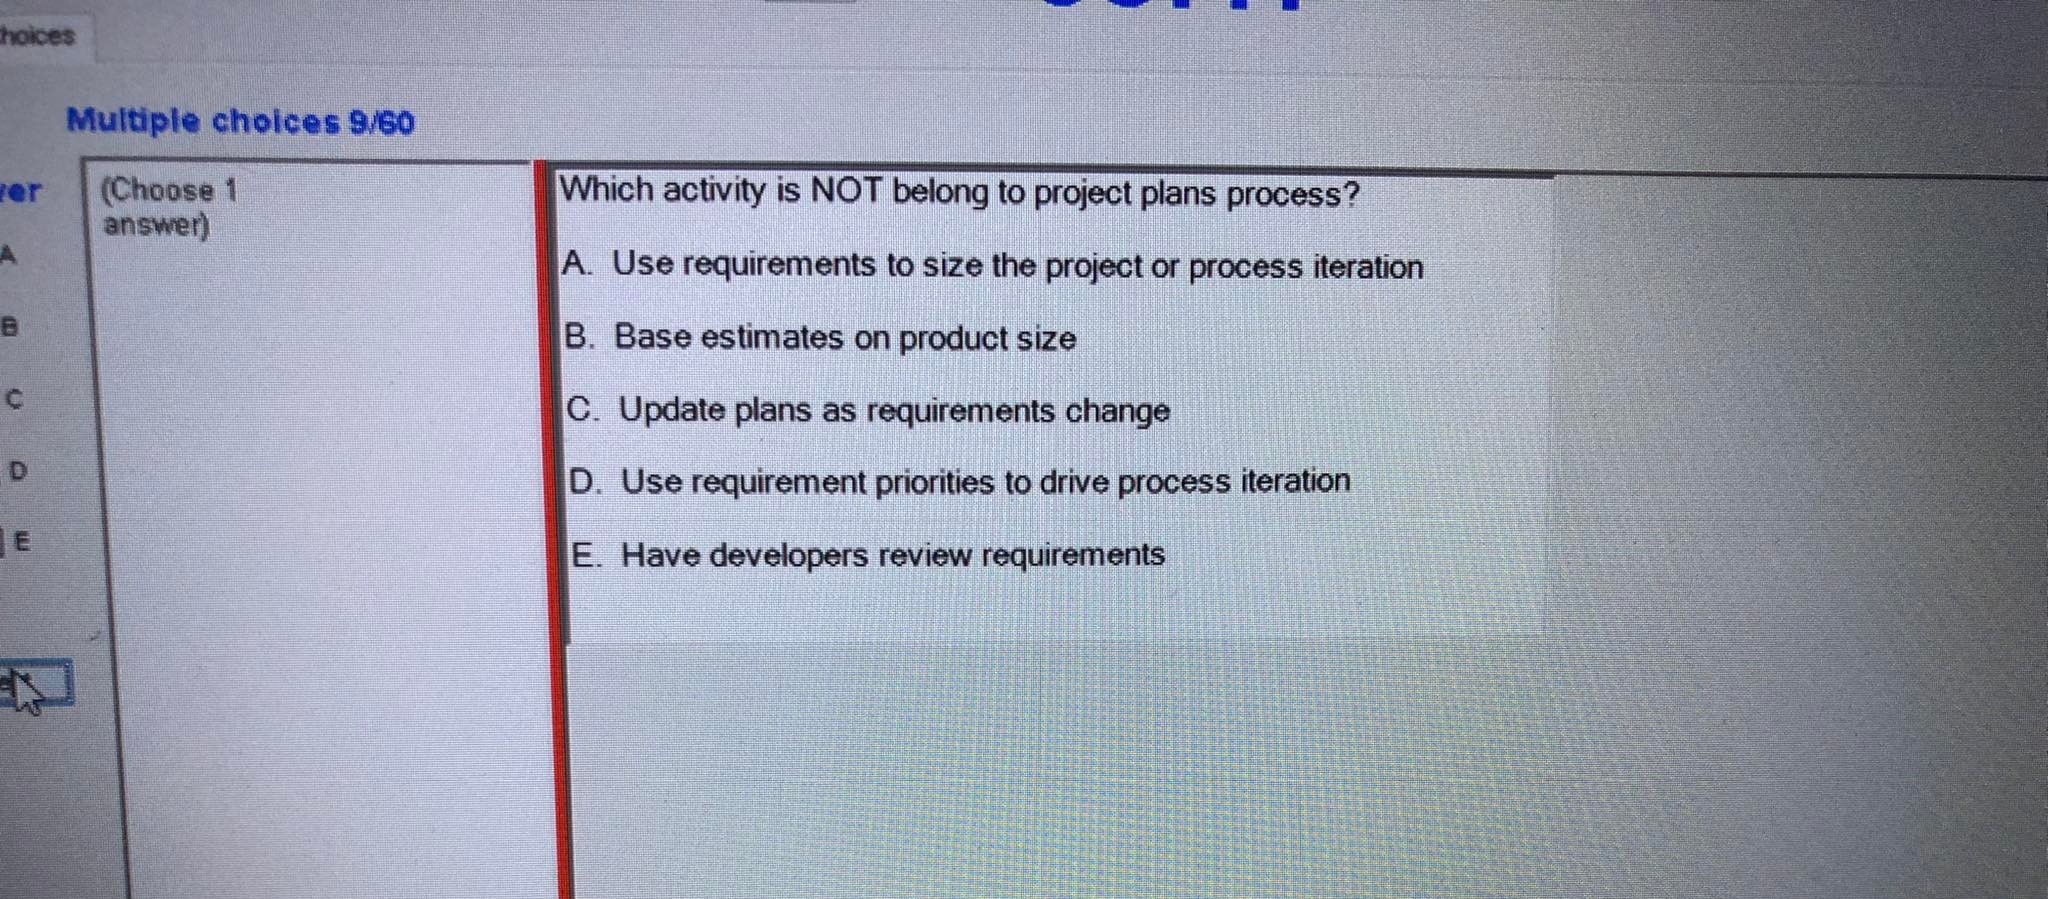 hoices
Multiple choices 9/60
(Choose 1
answer)
Which activity is NOT belong to project plans process?
A
A. Use requirements to size the project or process iteration
B
B. Base estimates on product size
C
C. Update plans as requirements change
D
D. Use requirement priorities to drive process iteration
E
E. Have developers review requirements